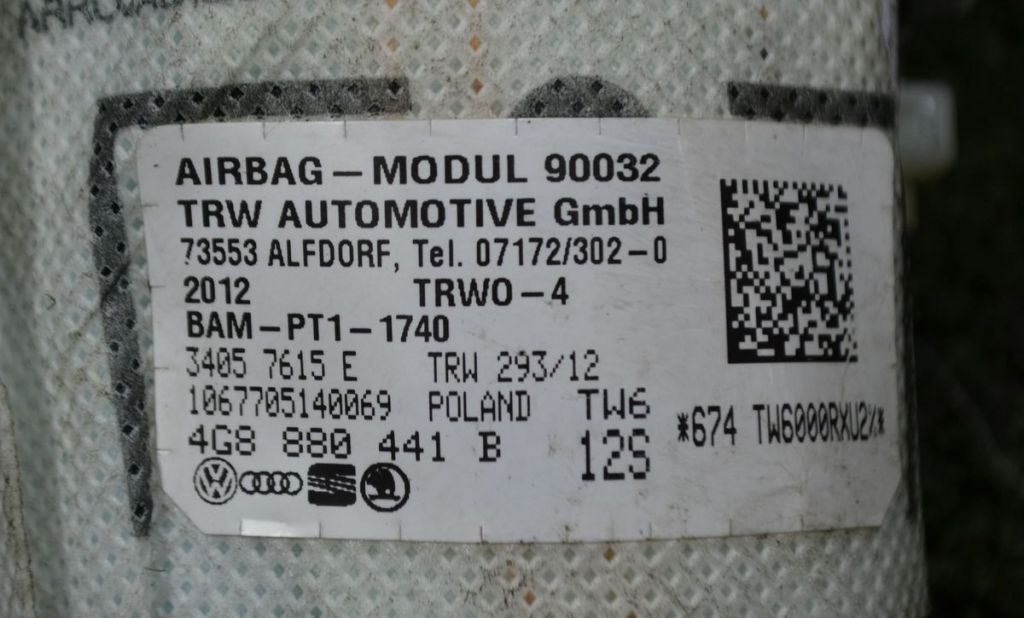 AIRBAG – MODUL 90032
TRW AUTOMOTIVE GmbH
73553 ALFDORF, Tel. 07172/302–0
2012 TRWO–4
BAM–PT1–1740
3405 7615 E TRW 293/12
1067705140069 POLAND TW6
4G8 880 441 B 12S
*674 TW6000RXU2%*